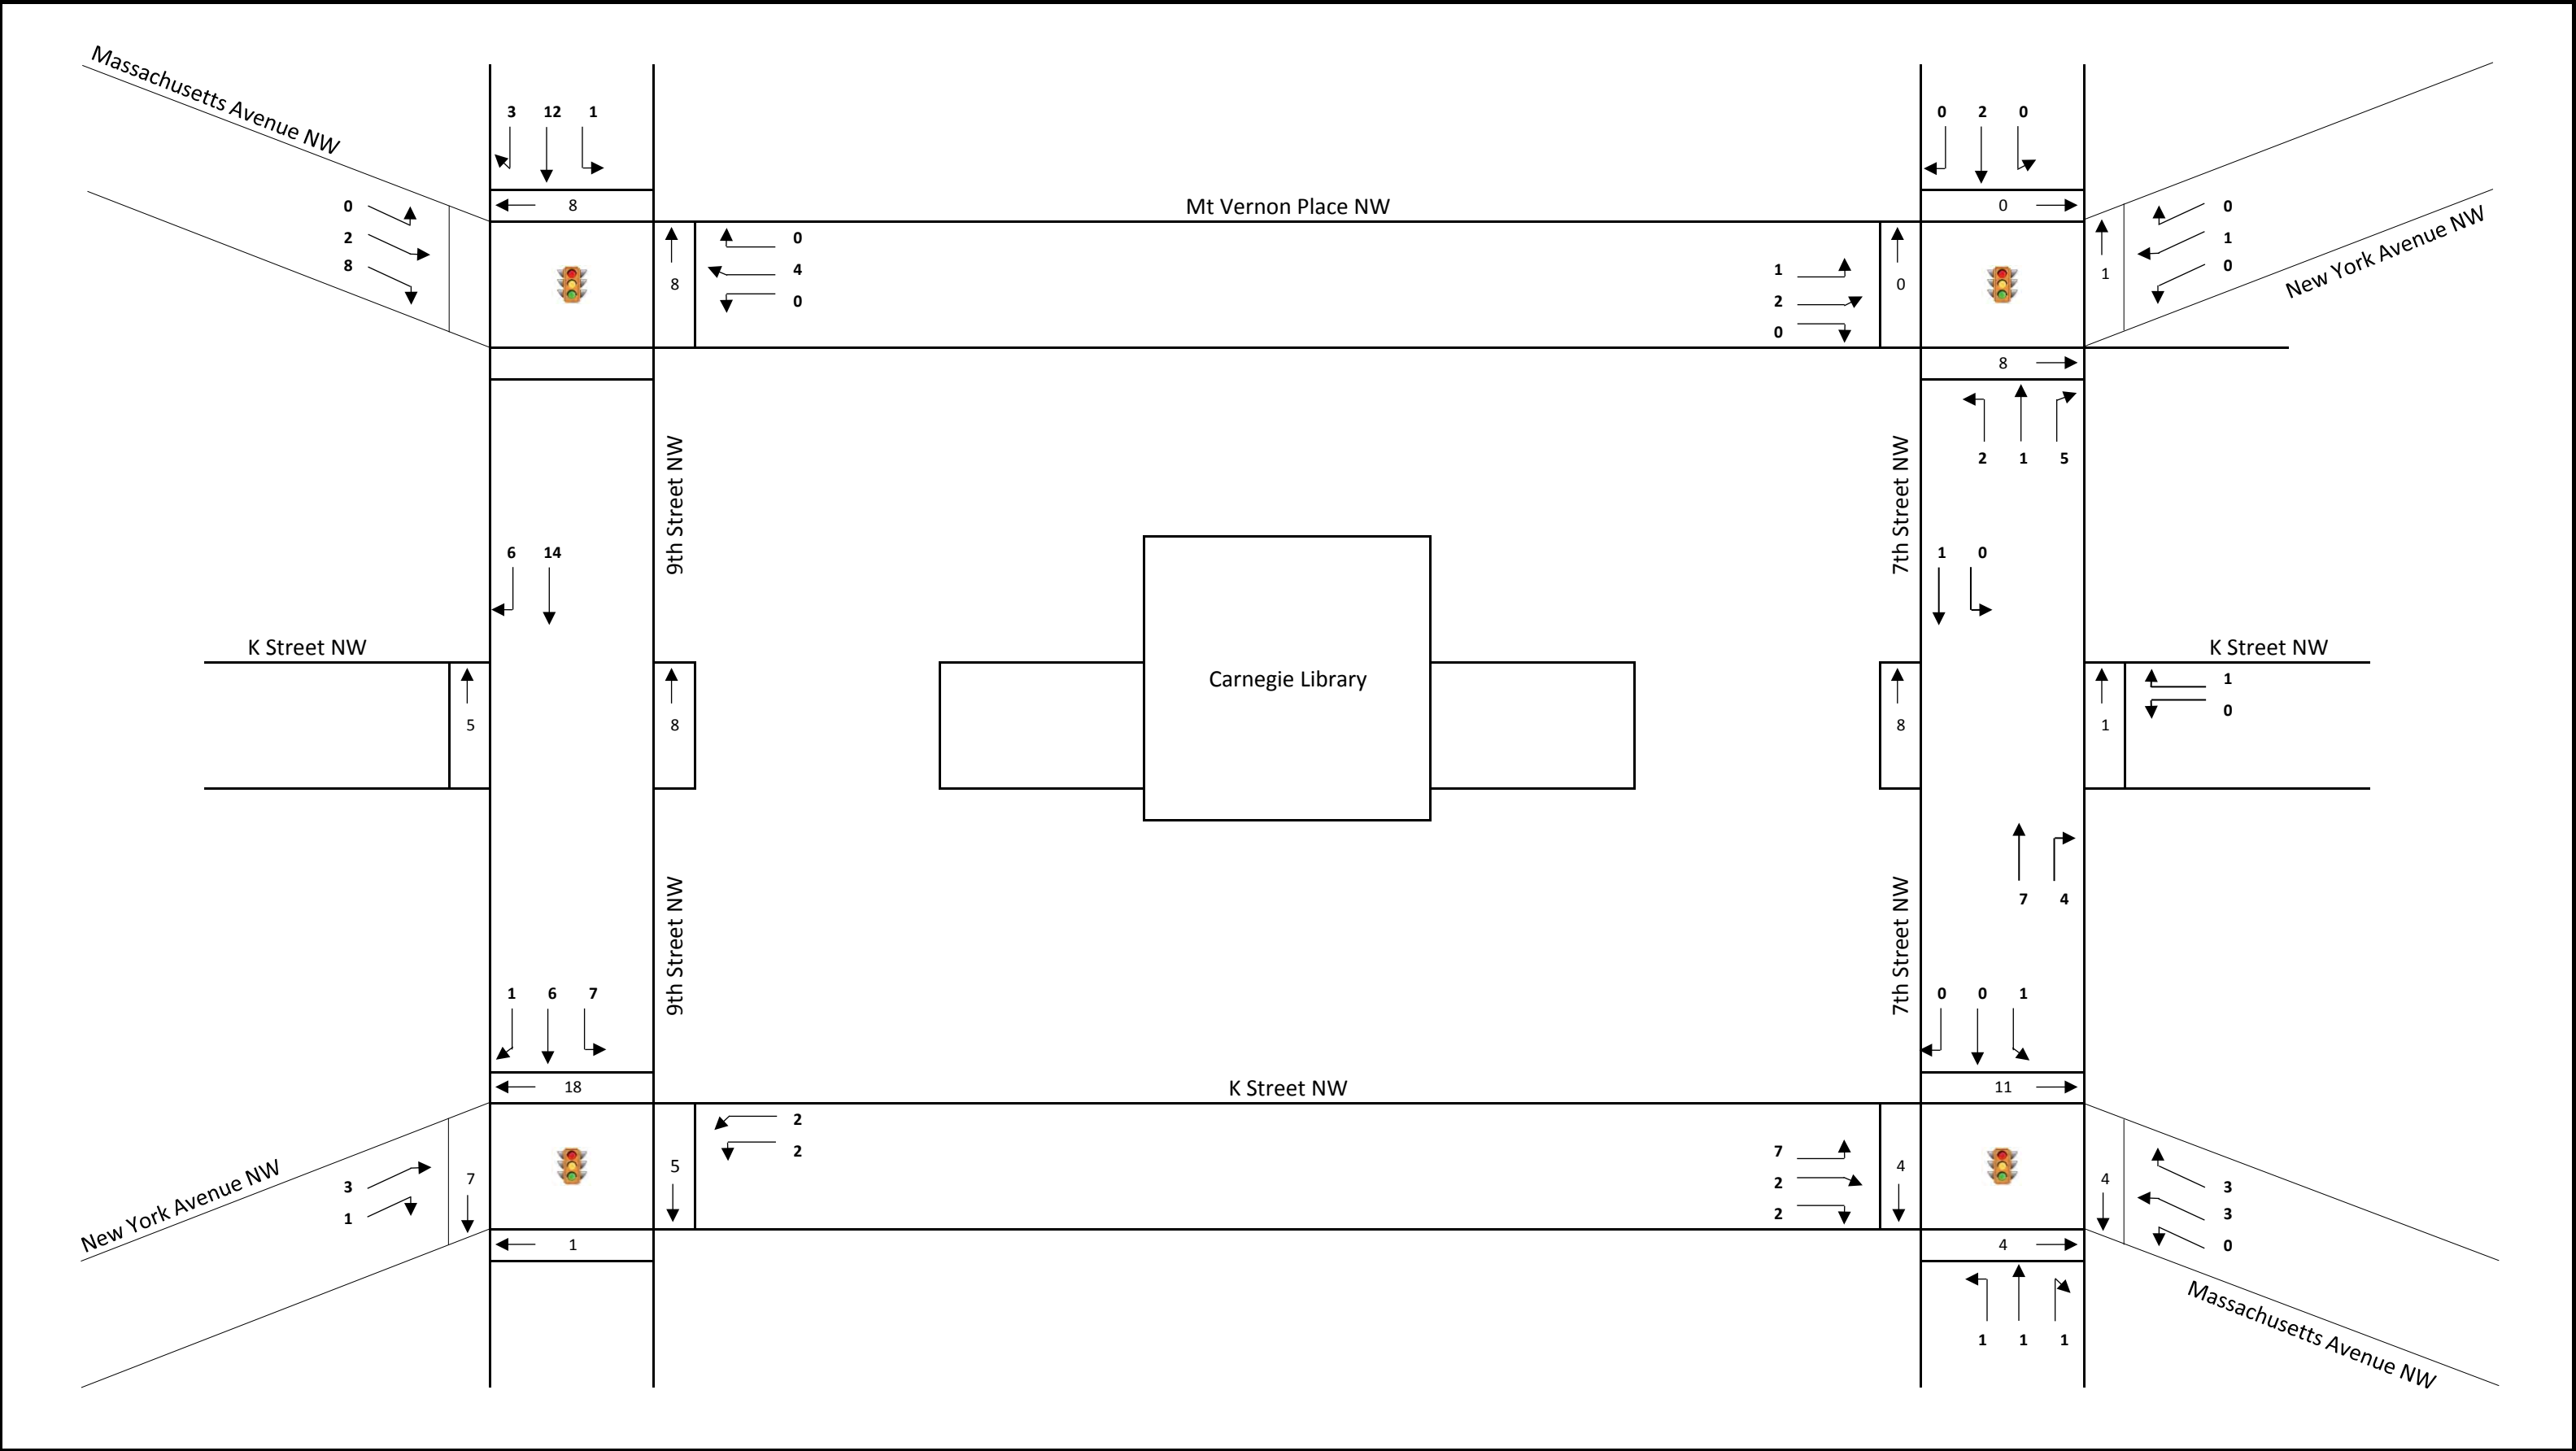 Massachusetts Avenue NW
3 12 1
0 2 0
8
0
0
2
8
Mt Vernon Place NW
0
4
0
8
1
2
0
0
1
0
1
0
New York Avenue NW
8
2 1 5
9th Street NW
7th Street NW
6 14
1 0
K Street NW
K Street NW
Carnegie Library
5
8
8
1
1
0
7 4
9th Street NW
7th Street NW
1 6 7
0 0 1
18
K Street NW
11
New York Avenue NW
3
1
7
5
2
2
7
2
2
4
4
3
3
0
1
4
1 1 1
Massachusetts Avenue NW